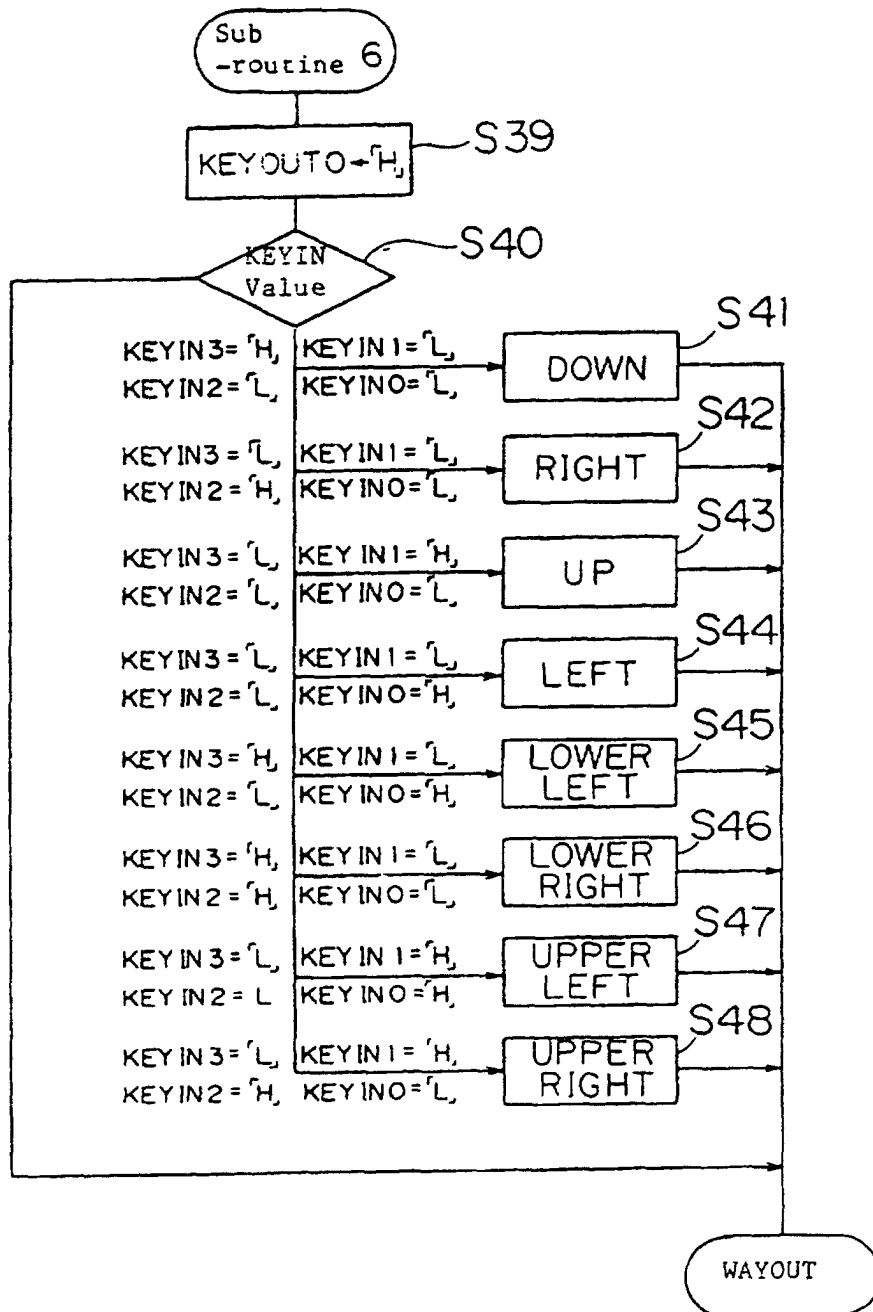 Sub
-routine 6
KEYOUT0←「H」
S39
KEYIN
Value
S40
KEYIN3=「H」 KEYIN1=「L」
KEYIN2=「L」 KEYIN0=「L」
DOWN
S41
KEYIN3=「L」 KEYIN1=「L」
KEYIN2=「H」 KEYIN0=「L」
RIGHT
S42
KEYIN3=「L」 KEYIN1=「H」
KEYIN2=「L」 KEYIN0=「L」
UP
S43
KEYIN3=「L」 KEYIN1=「L」
KEYIN2=「L」 KEYIN0=「H」
LEFT
S44
KEYIN3=「H」 KEYIN1=「L」
KEYIN2=「L」 KEYIN0=「H」
LOWER
LEFT
S45
KEYIN3=「H」 KEYIN1=「L」
KEYIN2=「H」 KEYIN0=「L」
LOWER
RIGHT
S46
KEYIN3=「L」 KEYIN1=「H」
KEYIN2=L KEYIN0=「H」
UPPER
LEFT
S47
KEYIN3=「L」 KEYIN1=「H」
KEYIN2=「H」 KEYIN0=「L」
UPPER
RIGHT
S48
WAYOUT